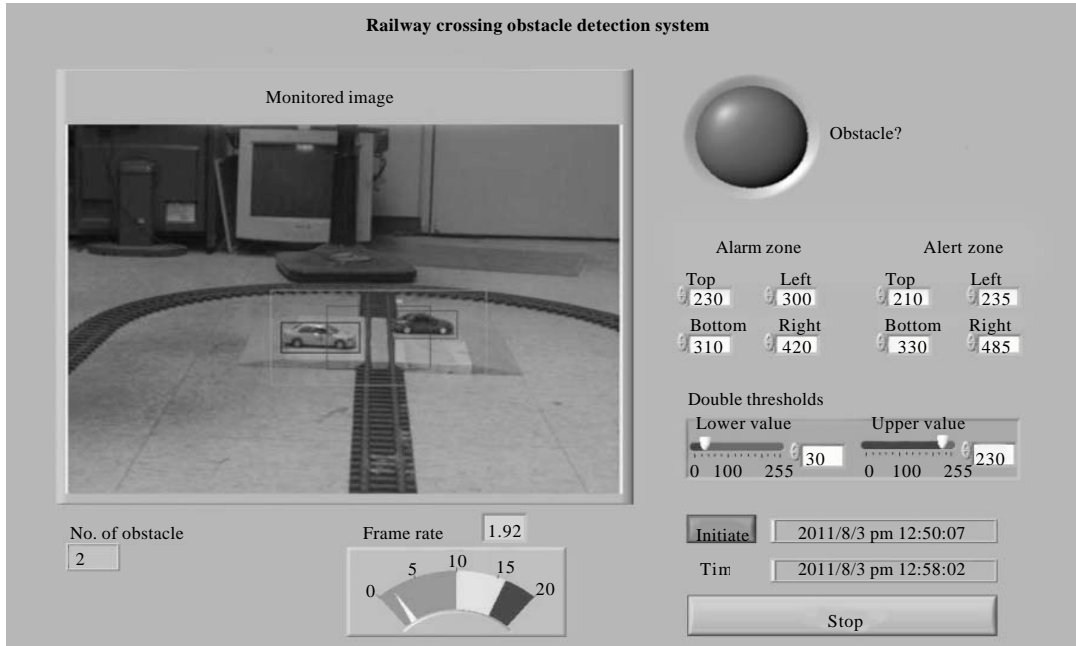 Railway crossing obstacle detection system
Monitored image
Obstacle?
Alarm zone
Alert zone
Top
Left
Top
Left
230
300
210
235
Bottom
Right
Bottom
Right
310
420
330
485
Double thresholds
Lower value
Upper value
30
230
0 100 255
0 100 255
No. of obstacle
2
Frame rate
1.92
0 5 10 15 20
Initiate
2011/8/3 pm 12:50:07
Tim
2011/8/3 pm 12:58:02
Stop